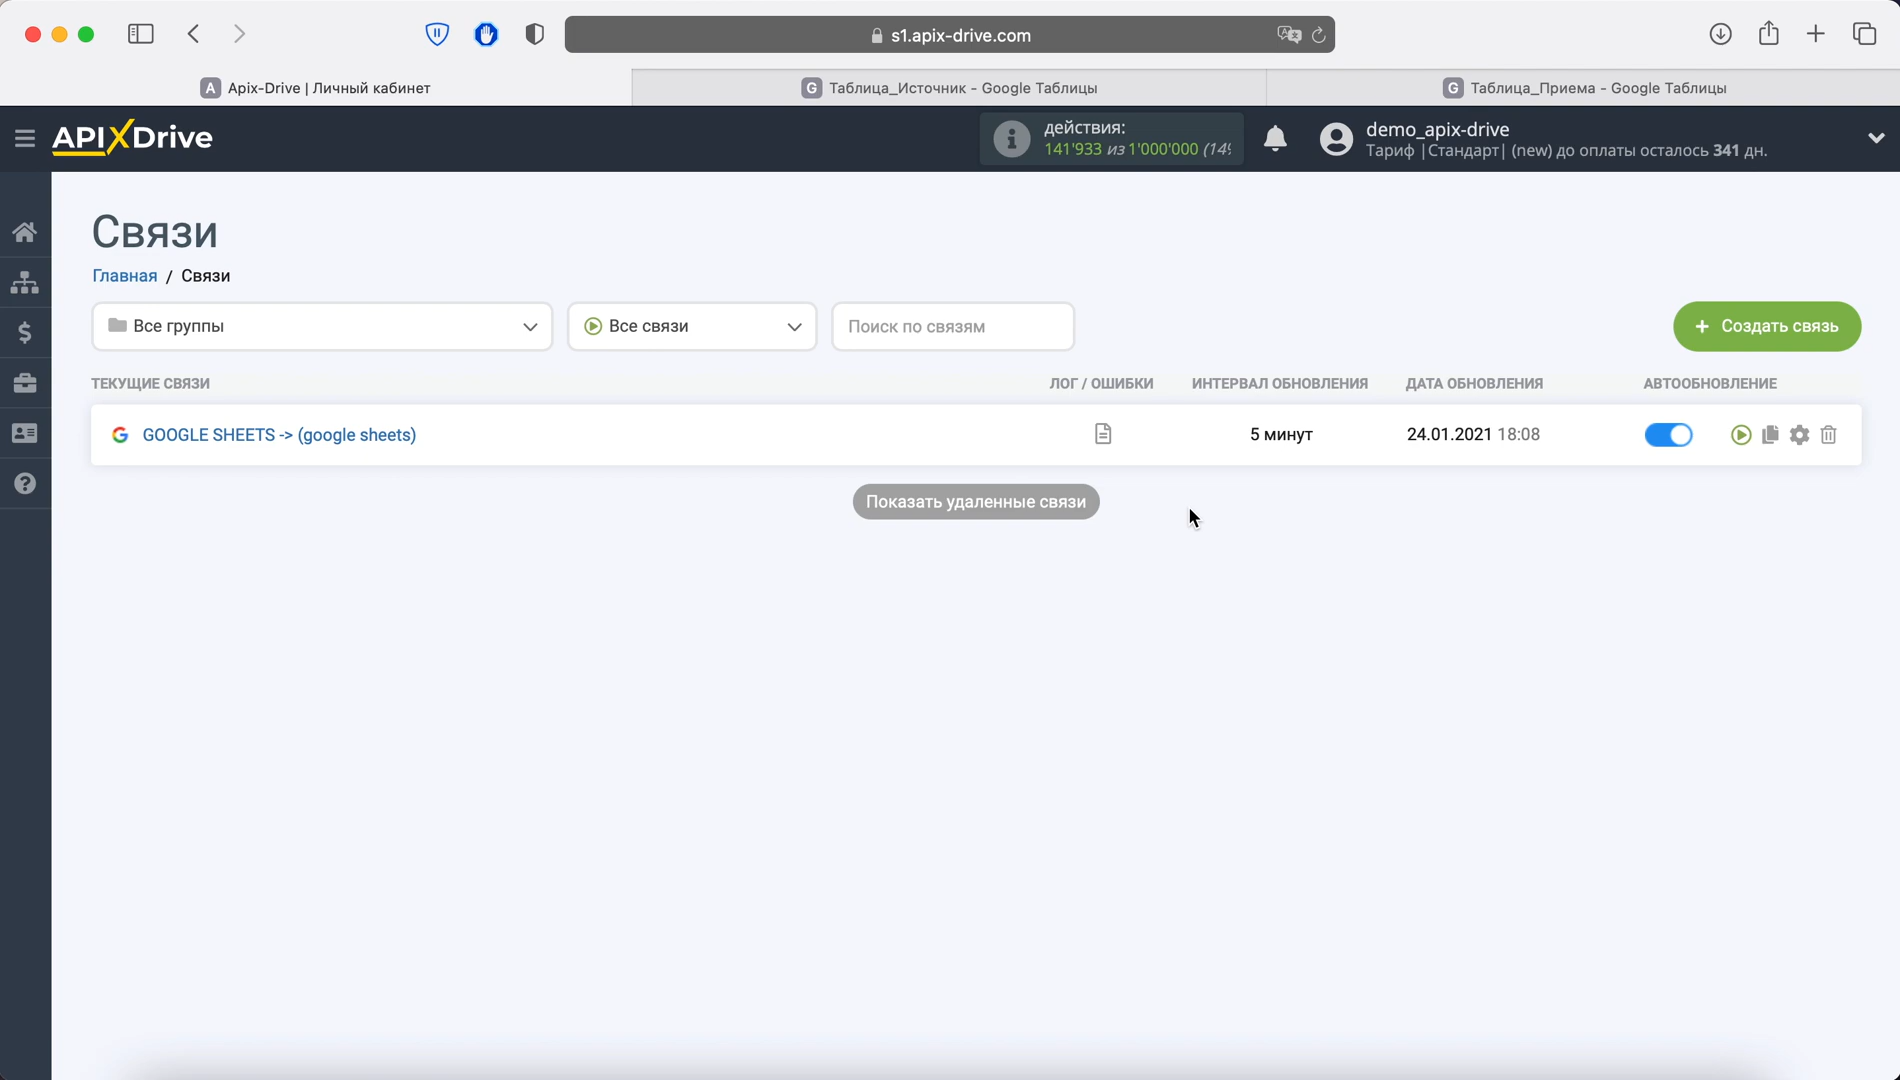 s1.apix-drive.com
A Apix-Drive | Личный кабинет
G Таблица_Источник - Google Таблицы
G Таблица_Приема - Google Таблицы
APIXDrive
действия:
141'933 из 1'000'000 (14
demo_apix-drive
Тариф |Стандарт| (new) до оплаты осталось 341 дн.
Связи
Главная / Связи
Все группы
Все связи
Поиск по связям
+ Создать связь
ТЕКУЩИЕ СВЯЗИ
ЛОГ / ОШИБКИ
ИНТЕРВАЛ ОБНОВЛЕНИЯ
ДАТА ОБНОВЛЕНИЯ
АВТООБНОВЛЕНИЕ
G GOOGLE SHEETS -> (google sheets)
5 минут
24.01.2021 18:08
Показать удаленные связи